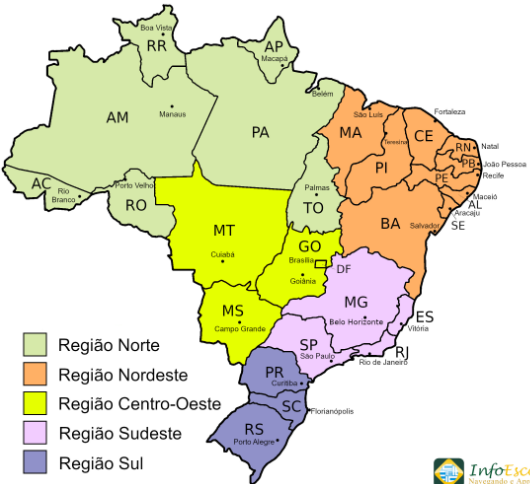 Boa Vista
RR
AP
Macapá
Belém
AM
Manaus
PA
São Luís
Fortaleza
MA
Teresina
CE
RN
Natal
PB
João Pessoa
PI
PE
Recife
AC
Rio
Branco
Porto Velho
RO
Palmas
TO
Maceió
AL
Aracaju
SE
BA
Salvador
MT
Cuiabá
GO
Brasília
DF
Goiânia
MG
Belo Horizonte
ES
Vitória
MS
Campo Grande
SP
São Paulo
RJ
Rio de Janeiro
PR
Curitiba
SC
Florianópolis
RS
Porto Alegre
Região Norte
Região Nordeste
Região Centro-Oeste
Região Sudeste
Região Sul
InfoEsc
Navegando e Apr